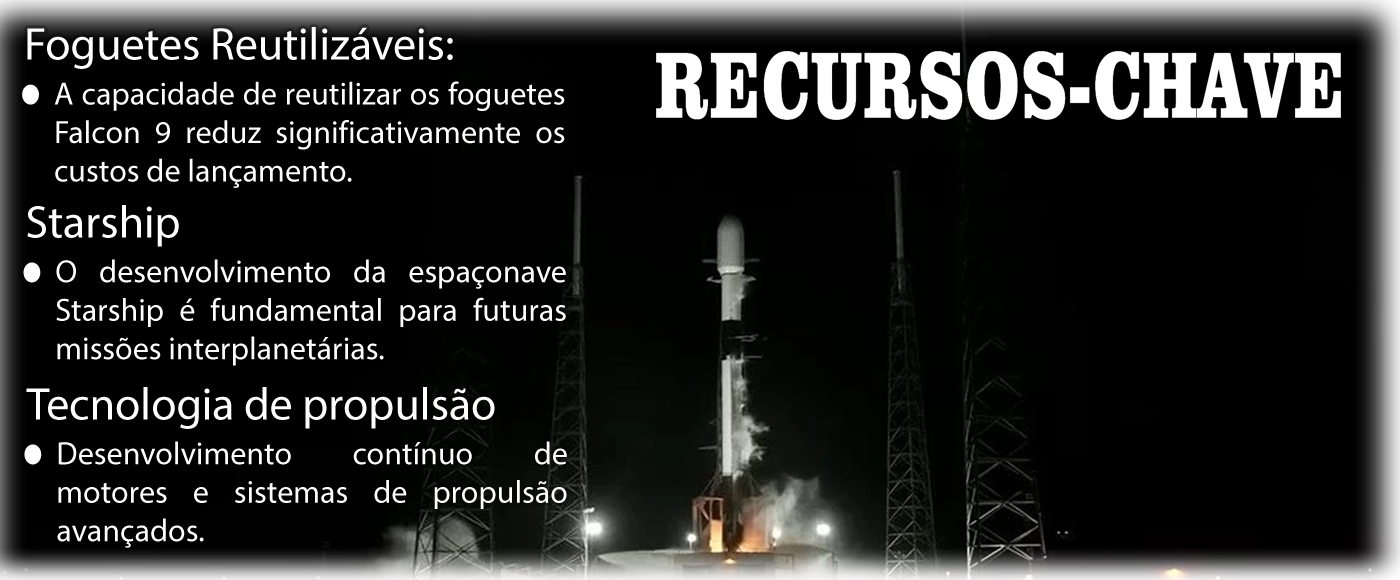 Foguetes Reutilizáveis:
A capacidade de reutilizar os foguetes
Falcon 9 reduz significativamente os
custos de lançamento.
Starship
O desenvolvimento da espaçonave
Starship é fundamental para futuras
missões interplanetárias.
Tecnologia de propulsão
Desenvolvimento contínuo de
motores e sistemas de propulsão
avançados.
RECURSOS-CHAVE